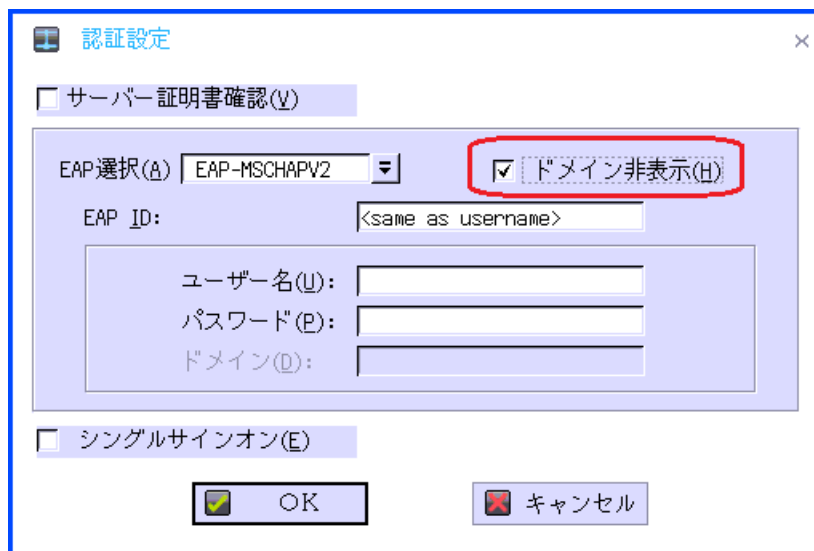 認証設定
サーバー証明書確認(V)
EAP選択(A) EAP-MSCHAPV2 ドメイン非表示(H)
EAP ID: <same as username>
ユーザー名(U):
パスワード(P):
ドメイン(D):
シングルサインオン(E)
OK キャンセル